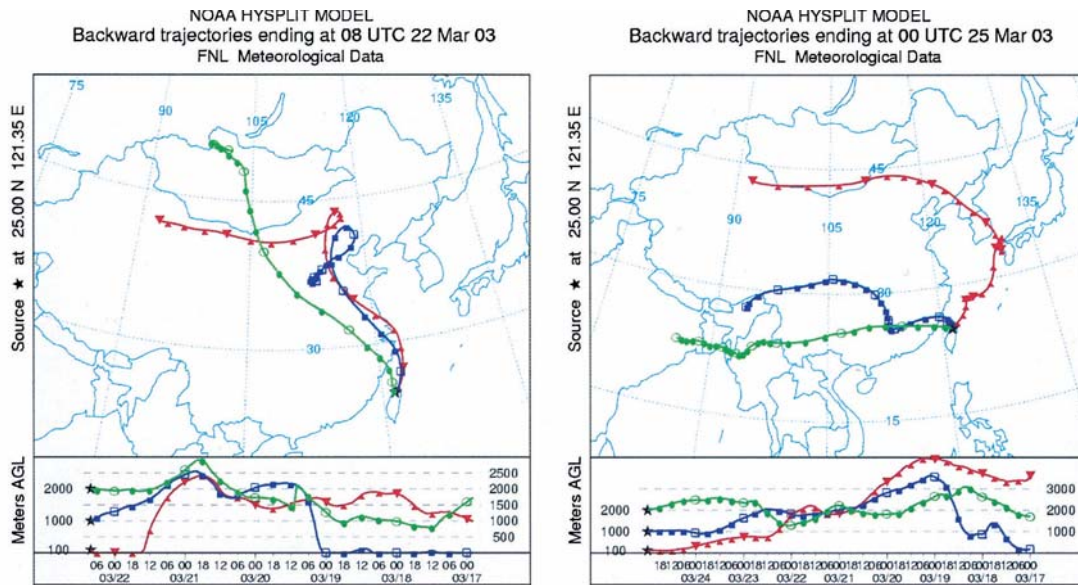 NOAA HYSPLIT MODEL
Backward trajectories ending at 08 UTC 22 Mar 03
FNL Meteorological Data
Source ★ at 25.00 N 121.35 E
75
90
105
120
135
45
30
Meters AGL
2000
1000
100
2500
2000
1500
1000
500
06 00 18 12 06 00 18 12 06 00 18 12 06 00 18 12 06 00 18 12 06 00
03/22 03/21 03/20 03/19 03/18 03/17
NOAA HYSPLIT MODEL
Backward trajectories ending at 00 UTC 25 Mar 03
FNL Meteorological Data
Source ★ at 25.00 N 121.35 E
75
90
105
120
135
45
30
15
Meters AGL
2000
1000
100
3000
2000
1000
1812060018120600181206001812060018120600181206001812060018120600
03/24 03/23 03/22 03/21 03/20 03/19 03/18 03/17